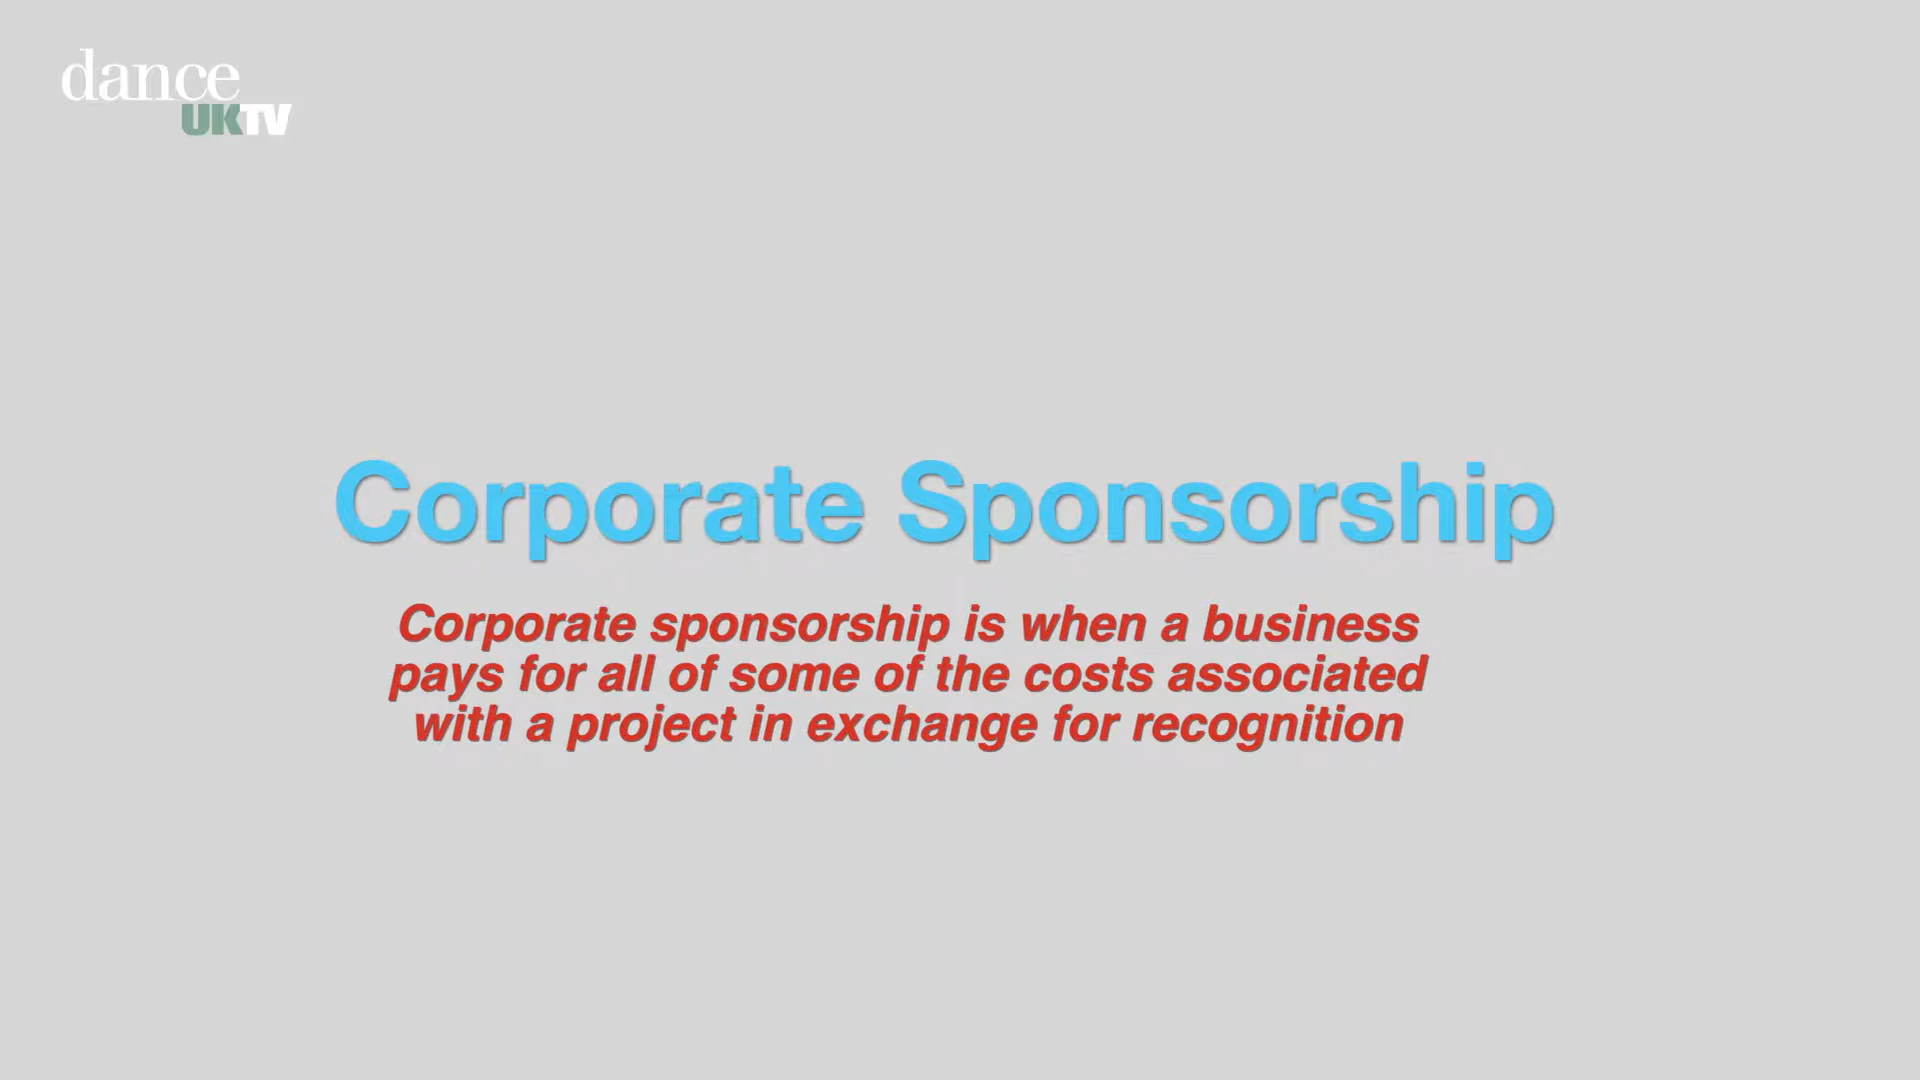 dance
UKTV
Corporate Sponsorship
Corporate sponsorship is when a business
pays for all of some of the costs associated
with a project in exchange for recognition